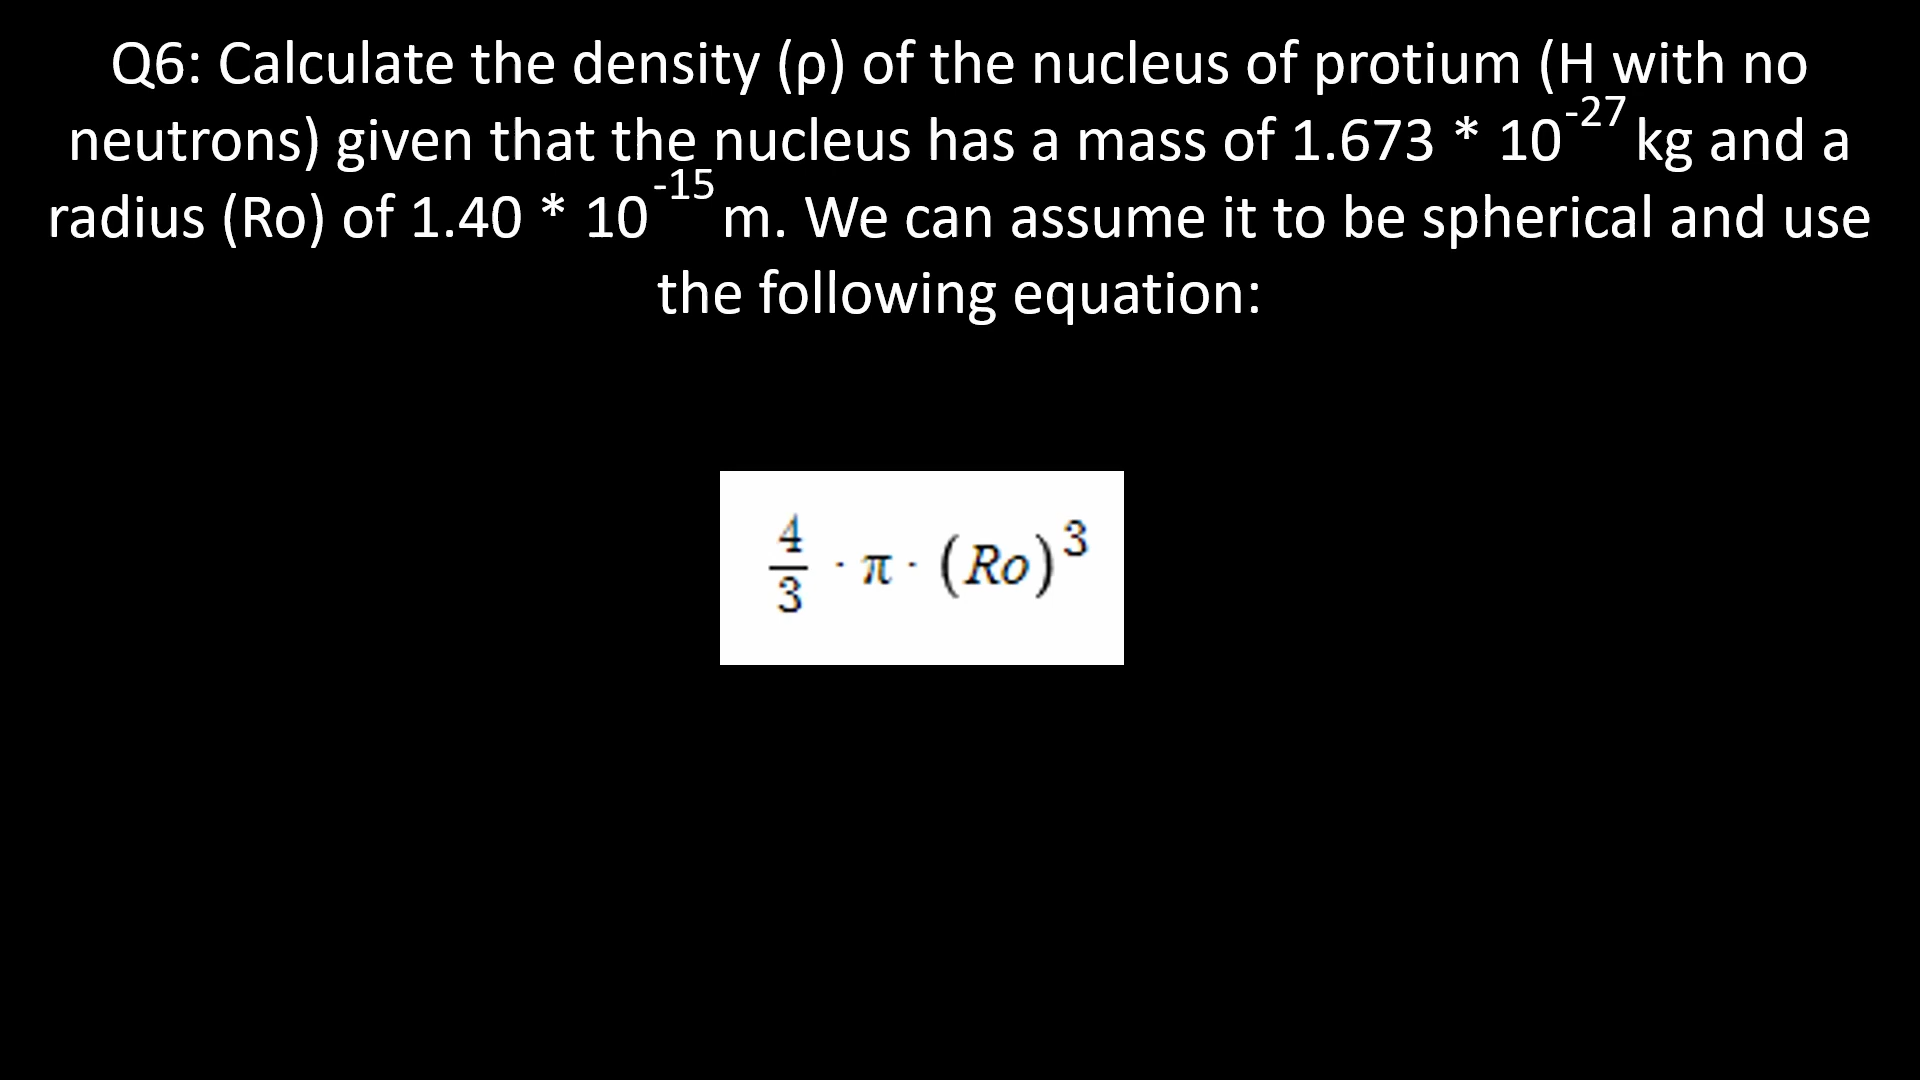 Q6: Calculate the density (ρ) of the nucleus of protium (H with no
neutrons) given that the nucleus has a mass of 1.673 * 10⁻²⁷ kg and a
radius (Ro) of 1.40 * 10⁻¹⁵ m. We can assume it to be spherical and use
the following equation:
4/3 · π · (Ro)³